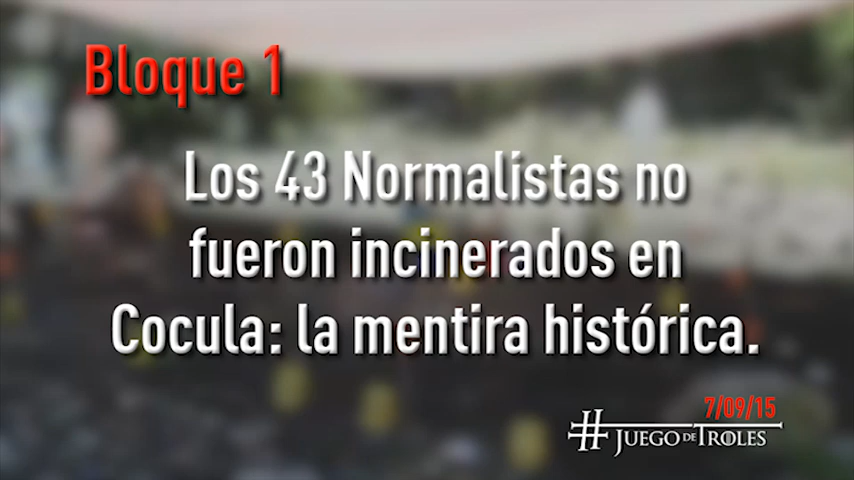 Bloque 1
Los 43 Normalistas no
fueron incinerados en
Cocula: la mentira histórica.
7/09/15
# JUEGO DE TROLES